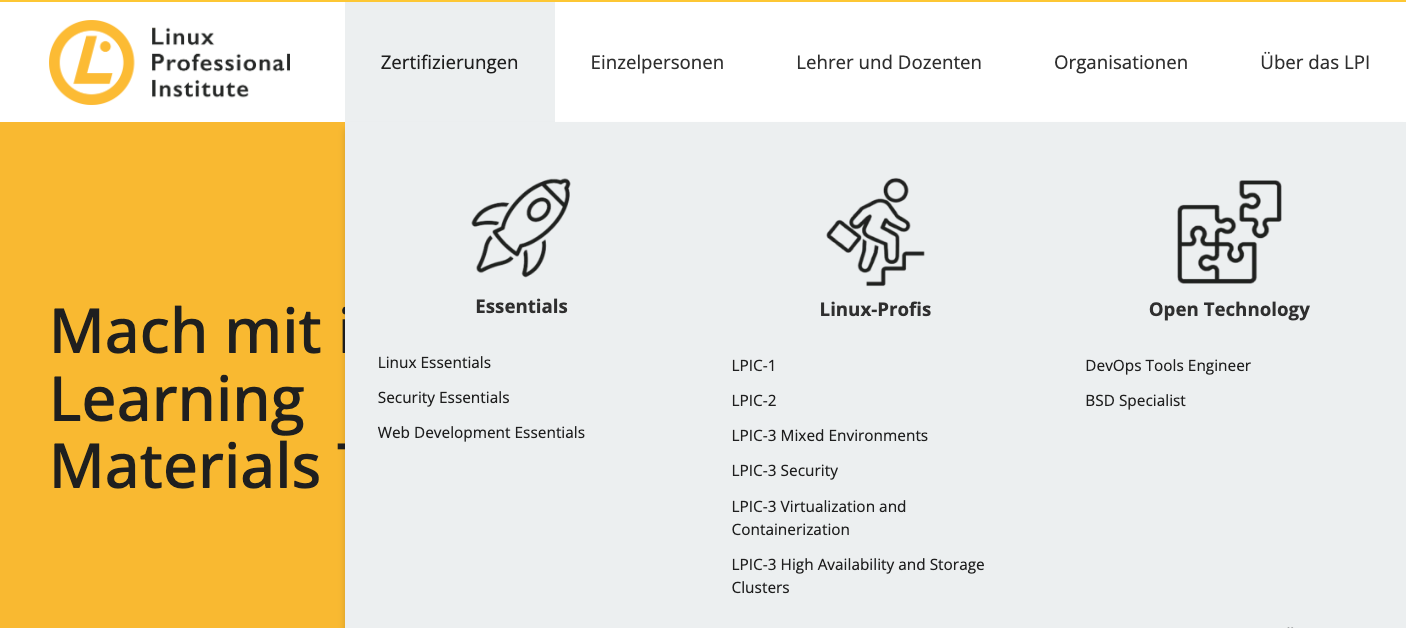 Linux
Professional
Institute
Zertifizierungen
Einzelpersonen
Lehrer und Dozenten
Organisationen
Über das LPI
Mach mit
Learning
Materials
Essentials
Linux Essentials
Security Essentials
Web Development Essentials
Linux-Profis
LPIC-1
LPIC-2
LPIC-3 Mixed Environments
LPIC-3 Security
LPIC-3 Virtualization and
Containerization
LPIC-3 High Availability and Storage
Clusters
Open Technology
DevOps Tools Engineer
BSD Specialist